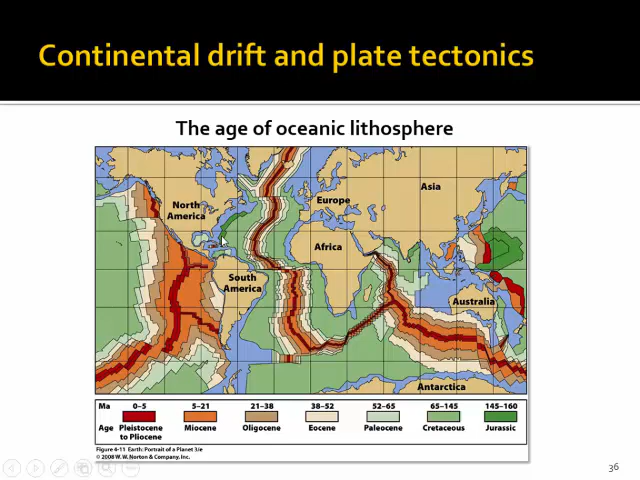 Continental drift and plate tectonics
The age of oceanic lithosphere
Asia
North
America
Europe
Africa
South
America
Australia
Antarctica
Ma 0–5 5–21 21–38 38–52 52–65 65–145 145–160
Age Pleistocene to Pliocene Miocene Oligocene Eocene Paleocene Cretaceous Jurassic
Figure 4-11 Earth: Portrait of a Planet 3/e
© 2008 W. W. Norton & Company, Inc.
36